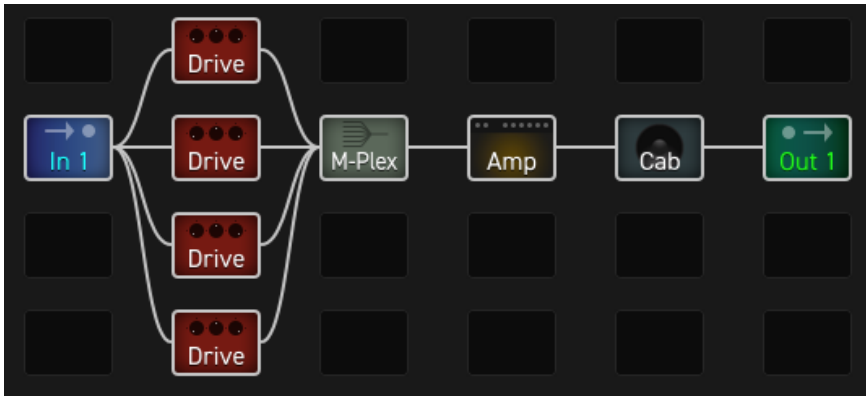 Drive
In 1
Drive
M-Plex
Amp
Cab
Out 1
Drive
Drive